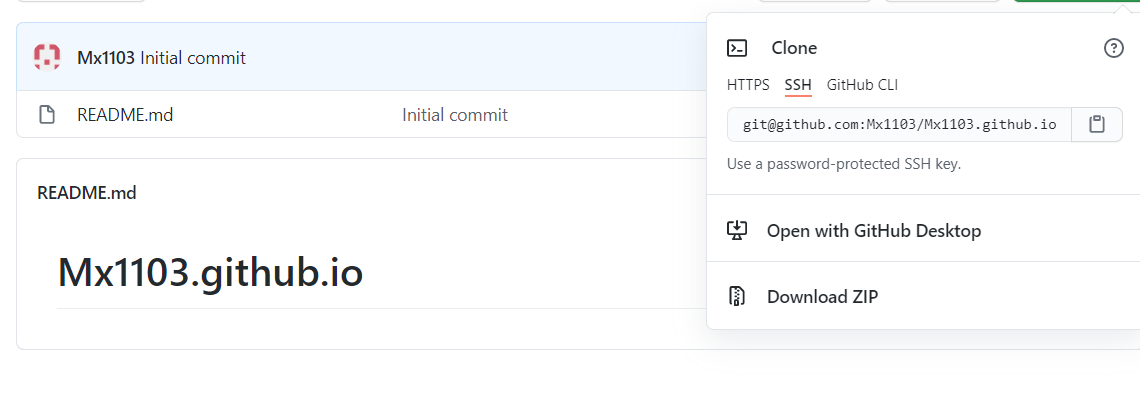 Mx1103 Initial commit
README.md Initial commit
README.md
Mx1103.github.io
Clone
HTTPS SSH GitHub CLI
git@github.com:Mx1103/Mx1103.github.io
Use a password-protected SSH key.
Open with GitHub Desktop
Download ZIP